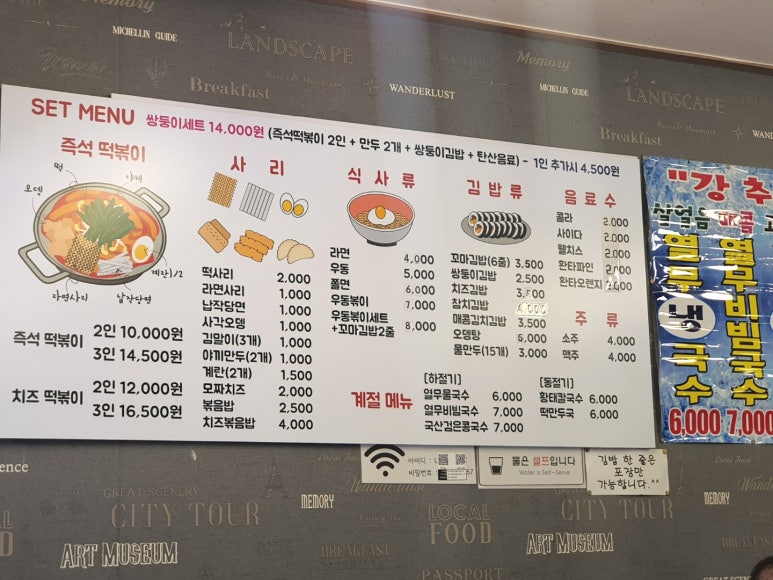 MICHELLIN GUIDE
LANDSCAPE
Memory
Breakfast
WANDERLUST
MICHELLIN GUIDE
LANDSCAPE
Breakfast
SET MENU 쌍둥이세트 14,000원 (즉석떡볶이 2인 + 만두 2개 + 쌍둥이김밥 + 탄산음료) - 1인 추가시 4,500원
즉석 떡볶이
떡
야채
오뎅
계란1/2
라면사리
납작당면
즉석 떡볶이 2인 10,000원
3인 14,500원
치즈 떡볶이 2인 12,000원
3인 16,500원
사 리
떡사리 2,000
라면사리 1,000
납작당면 1,000
사각오뎅 1,000
김말이(3개) 1,000
야끼만두(2개) 1,000
계란(2개) 1,500
모짜치즈 2,000
볶음밥 2,500
치즈볶음밥 4,000
식 사 류
라면 4,000
우동 5,000
쫄면 6,000
우동볶이 7,000
우동볶이세트
+꼬마김밥2줄 8,000
김 밥 류
꼬마김밥(6줄) 3,500
쌍둥이김밥 2,500
치즈김밥
참치김밥 4,000
매콤김치김밥 3,500
오뎅탕 5,000
물만두(15개) 3,000
음 료 수
콜라 2,000
사이다 2,000
웰치스 2,000
환타파인
환타오렌지
주 류
소주 4,000
맥주 4,000
계절 메뉴
[하절기]
열무물국수 6,000
열무비빔국수 7,000
국산검은콩국수 7,000
[동절기]
황태칼국수 6,000
떡만두국 6,000
"강 추
살얼음
열무냉국수
열무비빔국수
6,000 7,000
아이디 :
비밀번호
물은 셀프입니다
Water is Self-Serve
김밥 한 줄은
포장만
가능합니다.^^
GREAT SCENERY
CITY TOUR
MEMORY
LOCAL
FOOD
ART MUSEUM
BREAKFAST
PASSPORT
GREAT SCENERY
CITY TOUR
MEMORY
ART MUSEUM